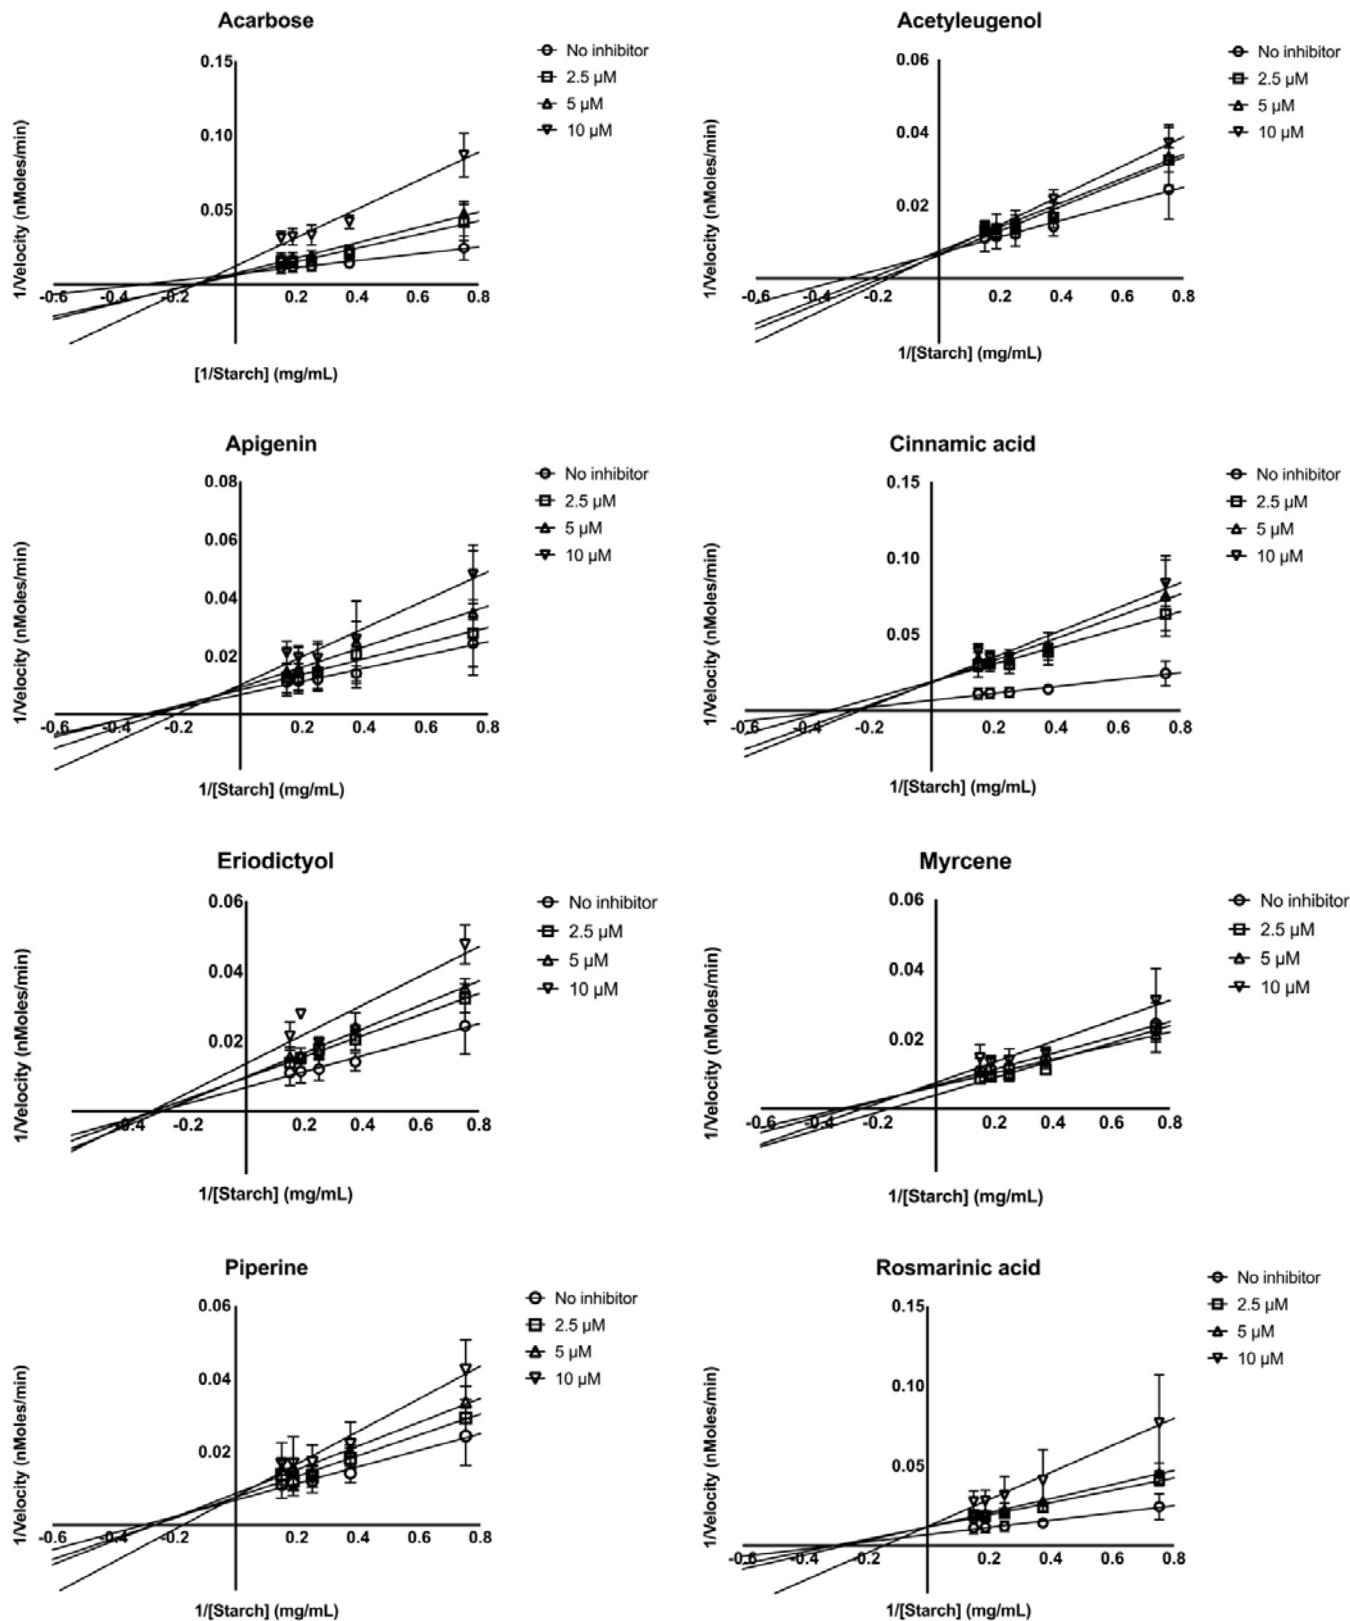 Acarbose
0.15
0.10
0.05
-0.6 -0.4 -0.2 0.2 0.4 0.6 0.8
1/Velocity (nMoles/min)
[1/Starch] (mg/mL)
No inhibitor
2.5 µM
5 µM
10 µM
Acetyleugenol
0.06
0.04
0.02
-0.6 -0.4 -0.2 0.2 0.4 0.6 0.8
1/Velocity (nMoles/min)
1/[Starch] (mg/mL)
No inhibitor
2.5 µM
5 µM
10 µM
Apigenin
0.08
0.06
0.04
0.02
-0.6 -0.4 -0.2 0.2 0.4 0.6 0.8
1/Velocity (nMoles/min)
1/[Starch] (mg/mL)
No inhibitor
2.5 µM
5 µM
10 µM
Cinnamic acid
0.15
0.10
0.05
-0.6 -0.4 -0.2 0.2 0.4 0.6 0.8
1/Velocity (nMoles/min)
1/[Starch] (mg/mL)
No inhibitor
2.5 µM
5 µM
10 µM
Eriodictyol
0.06
0.04
0.02
-0.4 -0.2 0.2 0.4 0.6 0.8
1/Velocity (nMoles/min)
1/[Starch] (mg/mL)
No inhibitor
2.5 µM
5 µM
10 µM
Myrcene
0.06
0.04
0.02
-0.6 -0.4 -0.2 0.2 0.4 0.6 0.8
1/Velocity (nMoles/min)
1/[Starch] (mg/mL)
No inhibitor
2.5 µM
5 µM
10 µM
Piperine
0.06
0.04
0.02
-0.6 -0.4 -0.2 0.2 0.4 0.6 0.8
1/Velocity (nMoles/min)
1/[Starch] (mg/mL)
No inhibitor
2.5 µM
5 µM
10 µM
Rosmarinic acid
0.15
0.10
0.05
-0.6 -0.4 -0.2 0.2 0.4 0.6 0.8
1/Velocity (nMoles/min)
1/[Starch] (mg/mL)
No inhibitor
2.5 µM
5 µM
10 µM